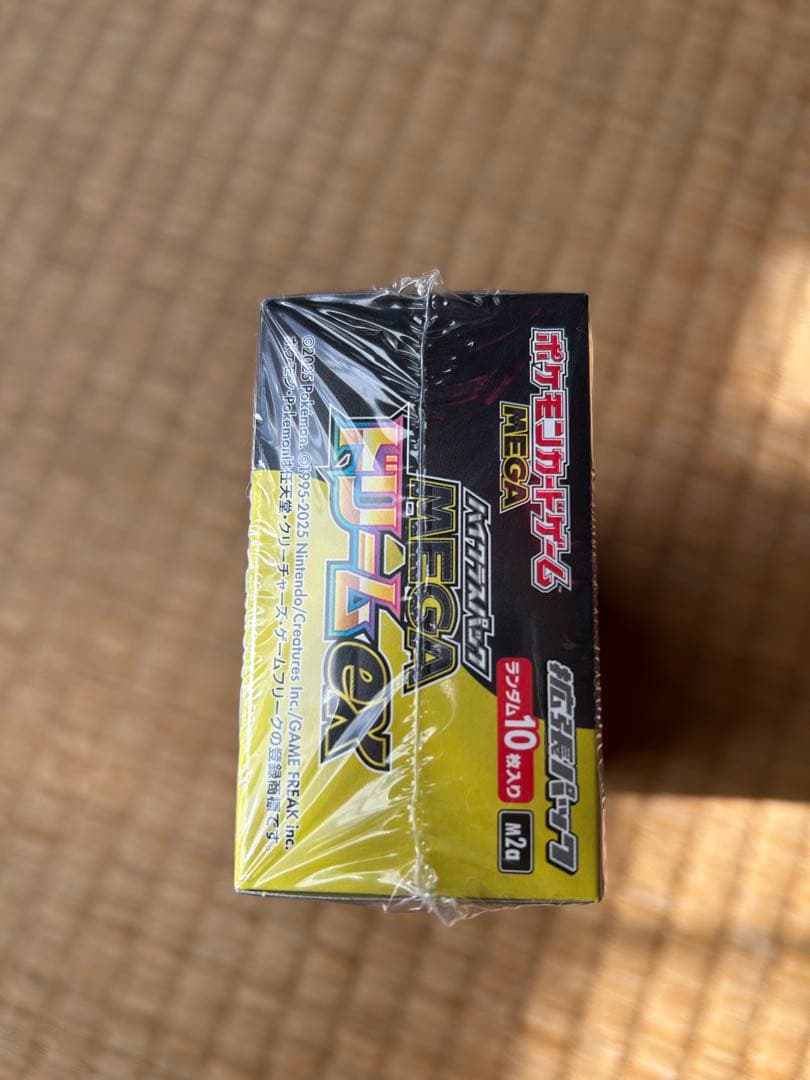 ポケモンカードゲーム
MEGA
拡張パック
ハイクラスパック
MEGA
ドリームex
ランダム10枚入り
M2a
©2025 Pokémon. ©1995-2025 Nintendo/Creatures Inc./GAME FREAK inc.
ポケモン・Pokémonは任天堂・クリーチャーズ・ゲームフリークの登録商標です。